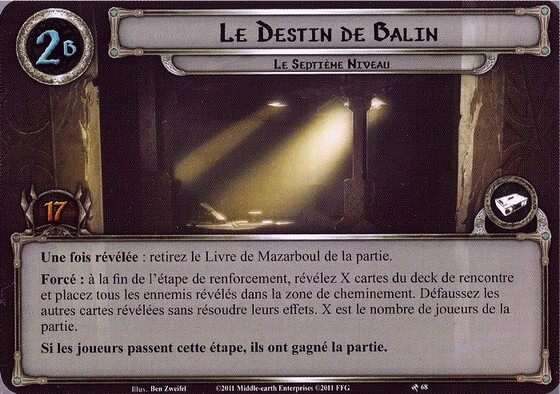 2B
Le Destin de Balin
Le Septième Niveau
17
Une fois révélée : retirez le Livre de Mazarboul de la partie.
Forcé : à la fin de l'étape de renforcement, révélez X cartes du deck de rencontre
et placez tous les ennemis révélés dans la zone de cheminement. Défaussez les
autres cartes révélées sans résoudre leurs effets. X est le nombre de joueurs de la
partie.
Si les joueurs passent cette étape, ils ont gagné la partie.
Illus. Ben Zweifel ©2011 Middle-earth Enterprises ©2011 FFG 68